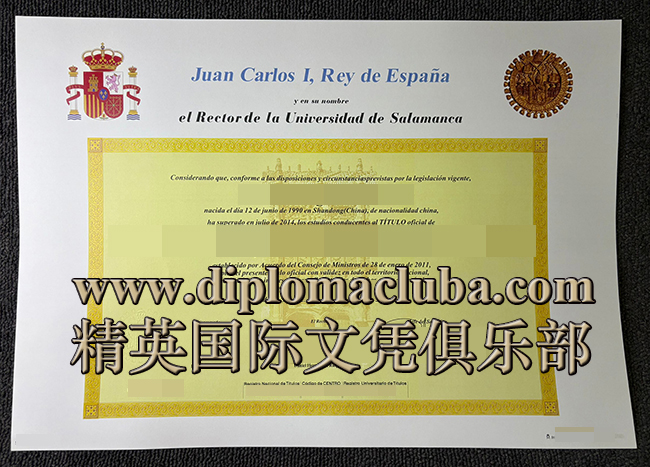 Juan Carlos I, Rey de España
y en su nombre
el Rector de la Universidad de Salamanca
Considerando que, conforme a las disposiciones y circunstancias previstas por la legislación vigente,
nacida el día 12 de junio de 1990 en Shandong(China), de nacionalidad china,
ha superado en julio de 2014, los estudios conducentes al TÍTULO oficial de
establecido por Acuerdo del Consejo de Ministros de 28 de enero de 2011,
el present oficial con validez en todo el territorio nacional,
www.diplomacluba.com
精英国际文凭俱乐部
Registro Nacional de Títulos Código de CENTRO Registro Universitario de Títulos